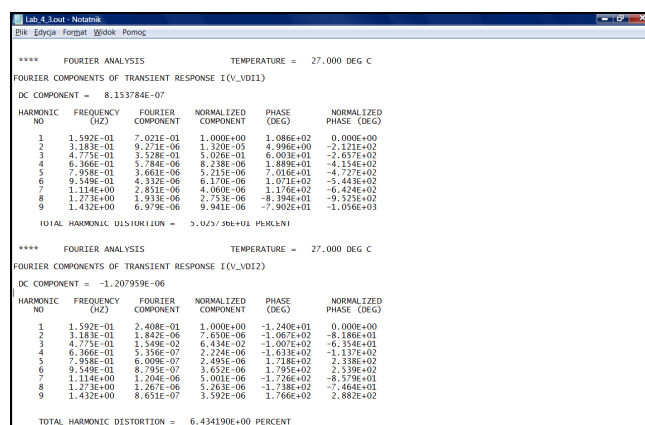 Lab_4_3.out - Notatnik
Plik Edycja Format Widok Pomoc
**** FOURIER ANALYSIS TEMPERATURE = 27.000 DEG C
FOURIER COMPONENTS OF TRANSIENT RESPONSE I(V_VDI1)
DC COMPONENT = 8.153784E-07
HARMONIC FREQUENCY FOURIER NORMALIZED PHASE NORMALIZED
NO (HZ) COMPONENT COMPONENT (DEG) PHASE (DEG)
1 1.592E-01 7.021E-01 1.000E+00 1.086E+02 0.000E+00
2 3.183E-01 9.271E-06 1.320E-05 4.996E+00 -2.121E+02
3 4.775E-01 3.528E-01 5.026E-01 6.003E+01 -2.657E+02
4 6.366E-01 5.784E-06 8.238E-06 1.889E+01 -4.154E+02
5 7.958E-01 3.661E-06 5.215E-06 7.016E+01 -4.727E+02
6 9.549E-01 4.332E-06 6.170E-06 1.071E+02 -5.443E+02
7 1.114E+00 2.851E-06 4.060E-06 1.176E+02 -6.424E+02
8 1.273E+00 1.933E-06 2.753E-06 -8.394E+01 -9.525E+02
9 1.432E+00 6.979E-06 9.941E-06 -7.902E+01 -1.056E+03
TOTAL HARMONIC DISTORTION = 5.025736E+01 PERCENT
**** FOURIER ANALYSIS TEMPERATURE = 27.000 DEG C
FOURIER COMPONENTS OF TRANSIENT RESPONSE I(V_VDI2)
DC COMPONENT = -1.207959E-06
HARMONIC FREQUENCY FOURIER NORMALIZED PHASE NORMALIZED
NO (HZ) COMPONENT COMPONENT (DEG) PHASE (DEG)
1 1.592E-01 2.408E-01 1.000E+00 -1.240E+01 0.000E+00
2 3.183E-01 1.842E-06 7.650E-06 -1.067E+02 -8.186E+01
3 4.775E-01 1.549E-02 6.434E-02 -1.007E+02 -6.354E+01
4 6.366E-01 5.356E-07 2.224E-06 -1.633E+02 -1.137E+02
5 7.958E-01 6.009E-07 2.495E-06 1.718E+02 2.338E+02
6 9.549E-01 8.795E-07 3.652E-06 1.795E+02 2.539E+02
7 1.114E+00 1.204E-06 5.001E-06 -1.726E+02 -8.579E+01
8 1.273E+00 1.267E-06 5.263E-06 -1.738E+02 -7.464E+01
9 1.432E+00 8.651E-07 3.592E-06 1.766E+02 2.882E+02
TOTAL HARMONIC DISTORTION = 6.434190E+00 PERCENT